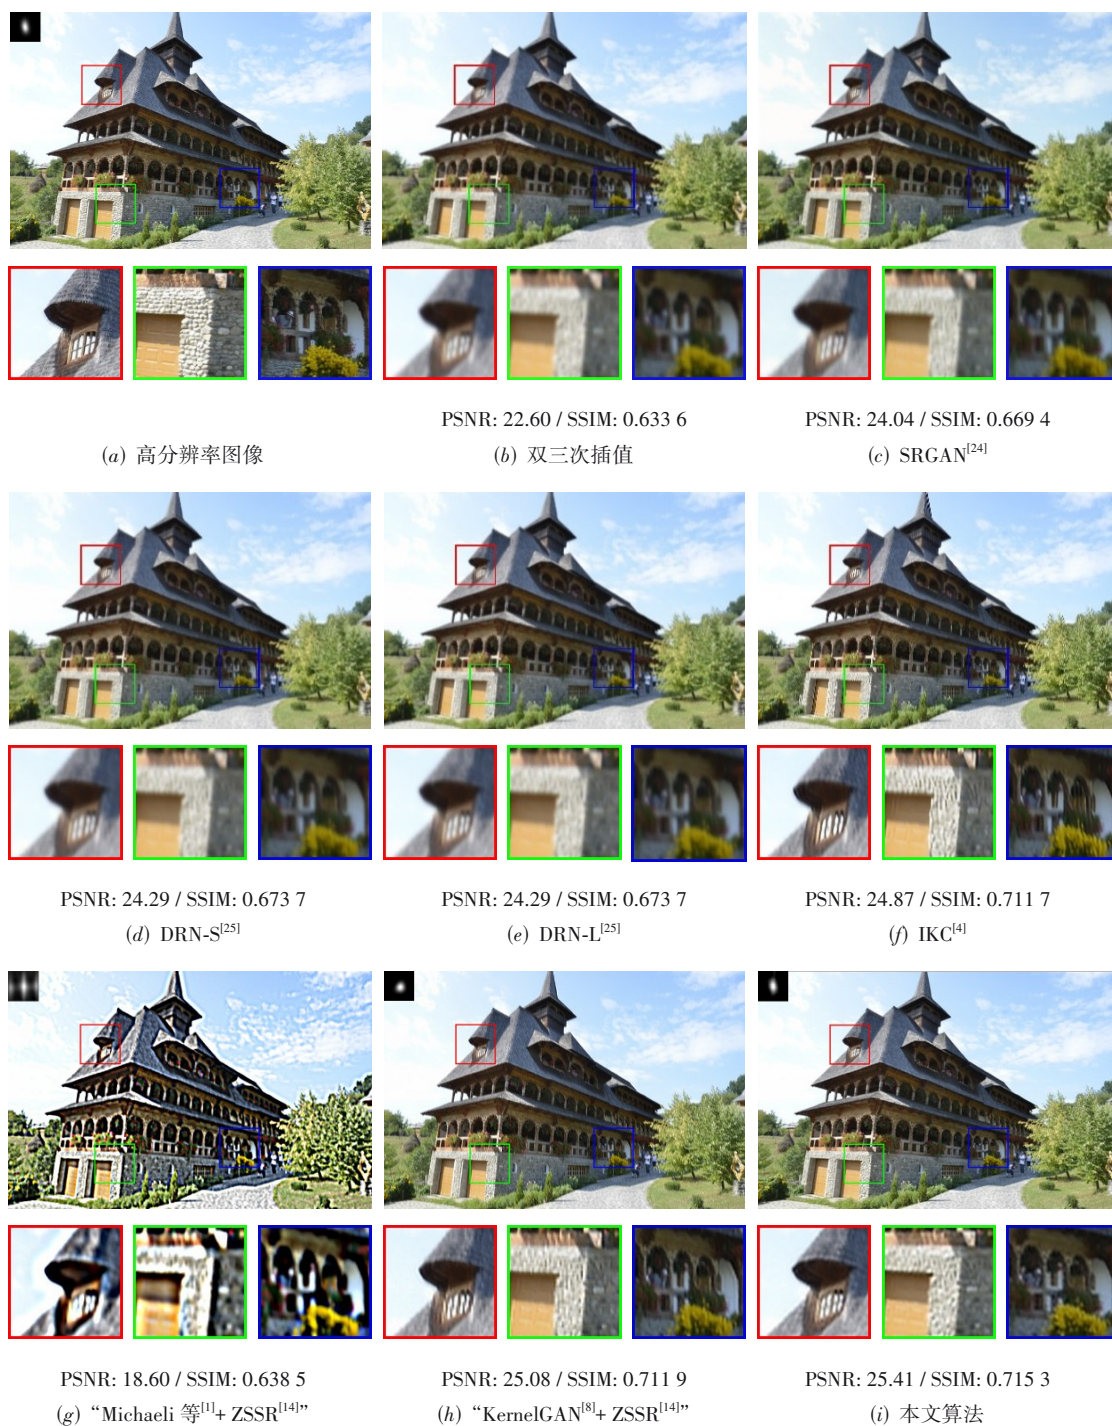 PSNR: 22.60 / SSIM: 0.633 6
PSNR: 24.04 / SSIM: 0.669 4
(a) 高分辨率图像
(b) 双三次插值
(c) SRGAN[24]
PSNR: 24.29 / SSIM: 0.673 7
PSNR: 24.29 / SSIM: 0.673 7
PSNR: 24.87 / SSIM: 0.711 7
(d) DRN-S[25]
(e) DRN-L[25]
(f) IKC[4]
PSNR: 18.60 / SSIM: 0.638 5
PSNR: 25.08 / SSIM: 0.711 9
PSNR: 25.41 / SSIM: 0.715 3
(g) “Michaeli 等[1]+ ZSSR[14]”
(h) “KernelGAN[8]+ ZSSR[14]”
(i) 本文算法